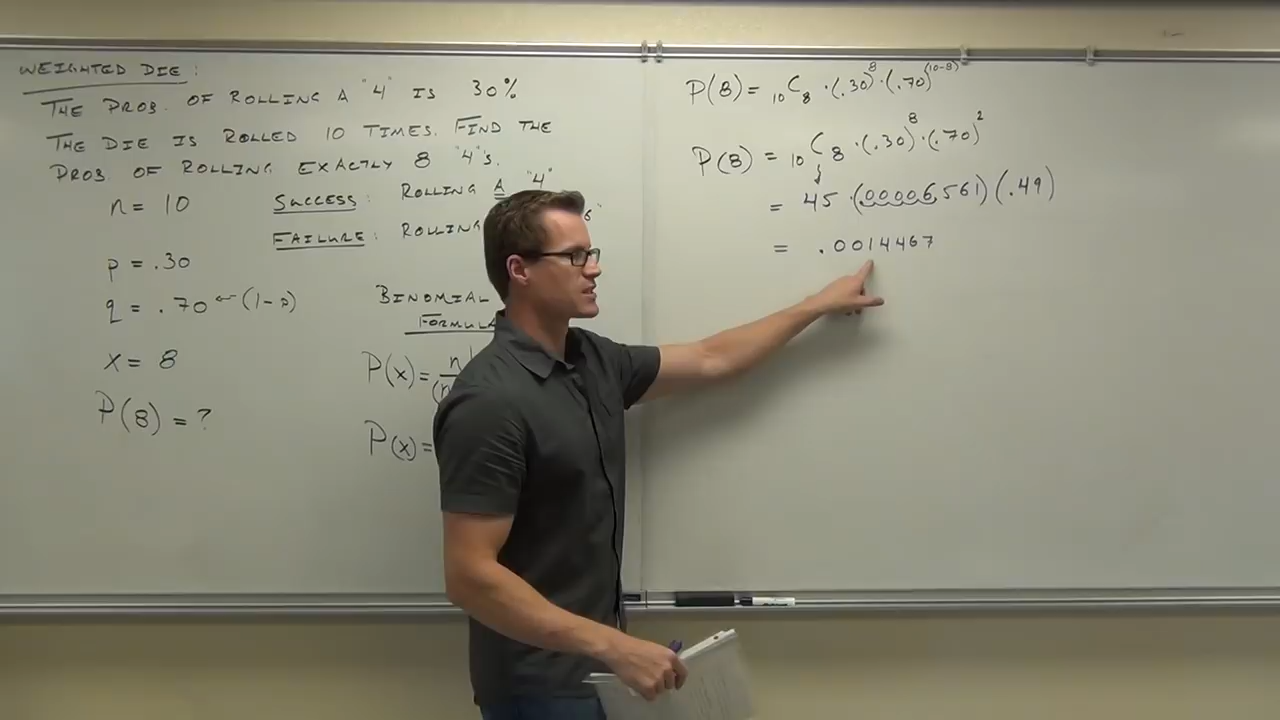 WEIGHTED DIE:
THE PROB. OF ROLLING A "4" IS 30%
THE DIE IS ROLLED 10 TIMES. FIND THE
PROB OF ROLLING EXACTLY 8 "4"s.
n = 10
SUCCESS: ROLLING A "4"
FAILURE: ROLLING
p = .30
q = .70 ← (1-p)
x = 8
P(8) = ?
BINOMIAL
FORMULA
P(x) = n!
P(x) =
P(8) = ₁₀C₈ · (.30)⁸ · (.70)⁽¹⁰⁻⁸⁾
P(8) = ₁₀C₈ · (.30)⁸ · (.70)²
= 45 · (.00006561)(.49)
= .0014467